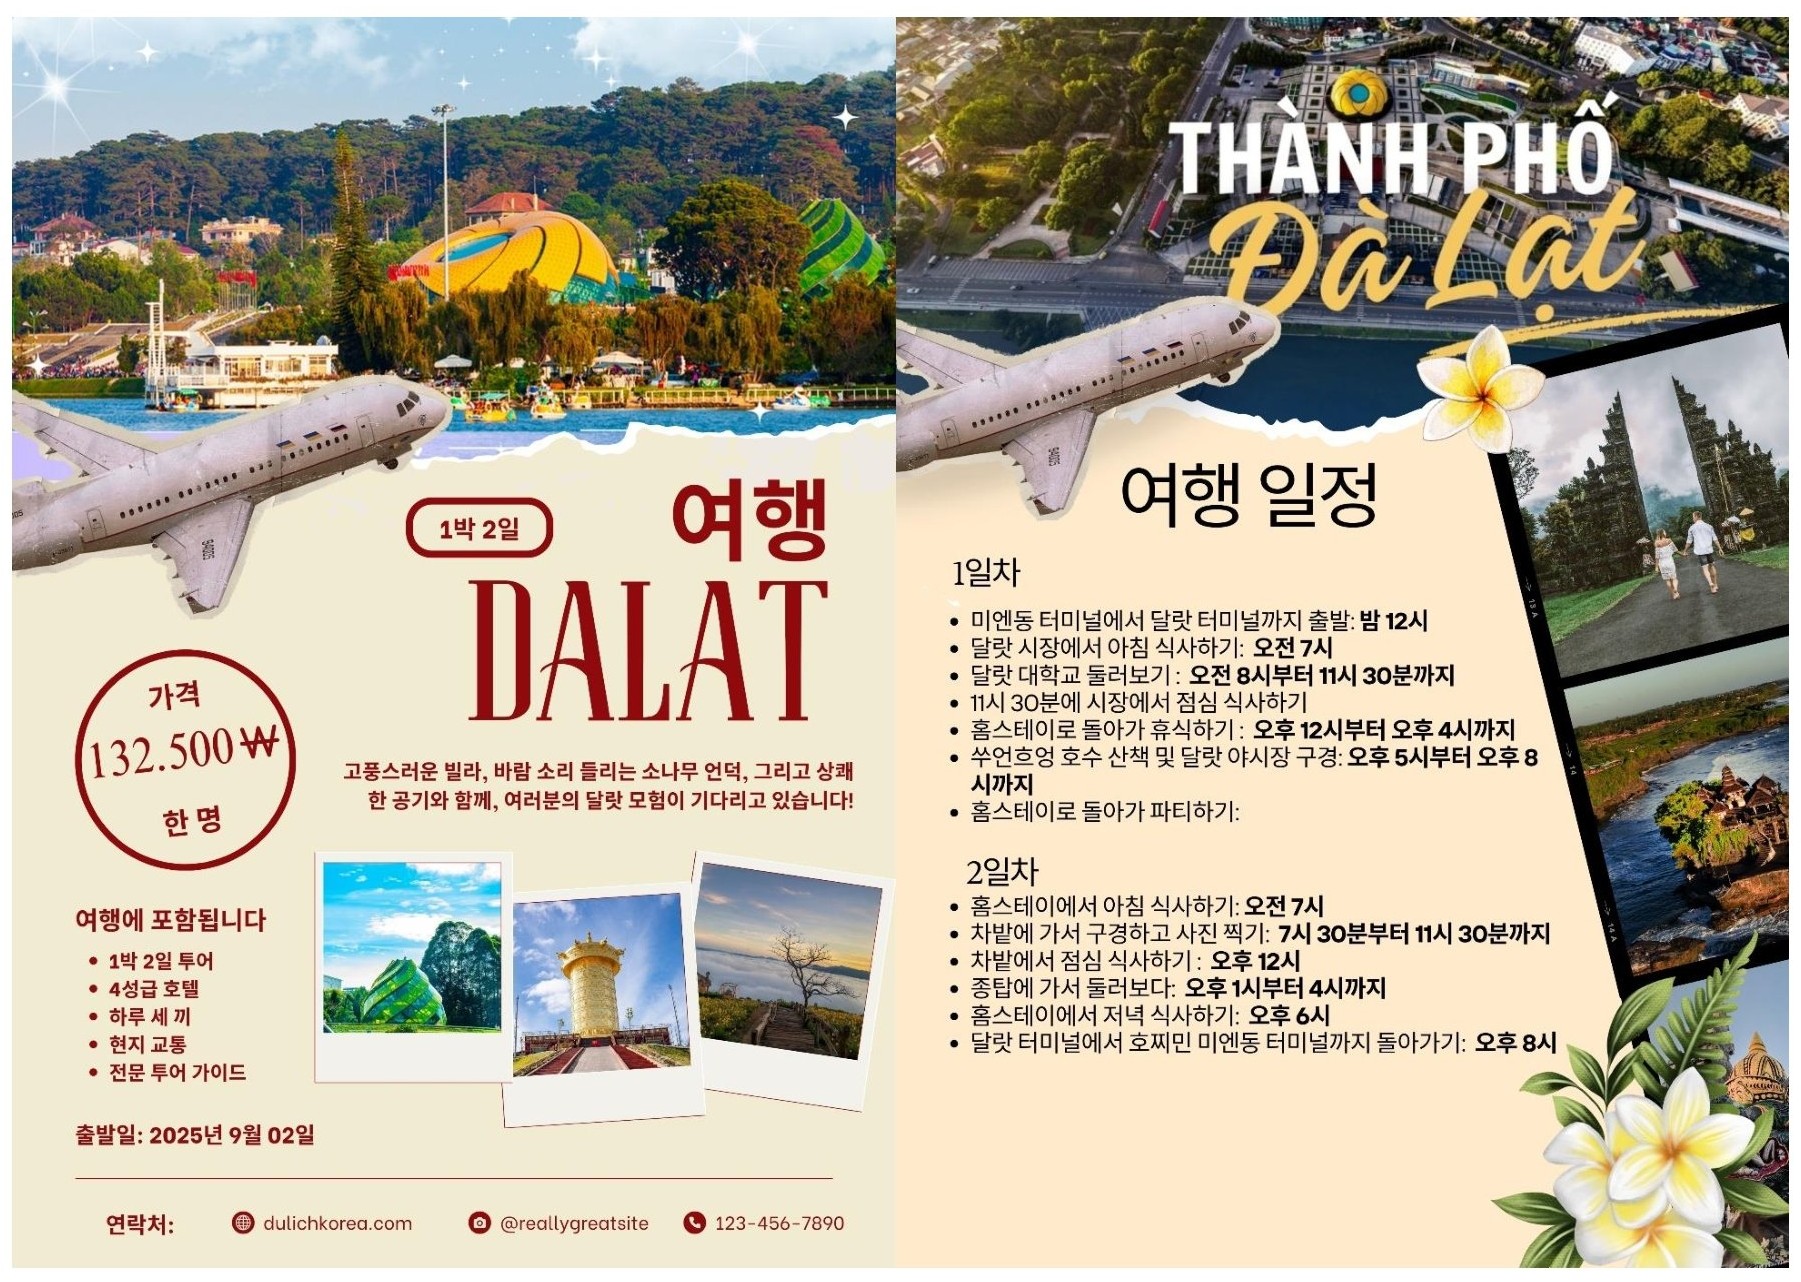 여행
1박 2일
DALAT
가격
132.500 ₩
한 명
고풍스러운 빌라, 바람 소리 들리는 소나무 언덕, 그리고 상쾌
한 공기와 함께, 여러분의 달랏 모험이 기다리고 있습니다!
여행에 포함됩니다
• 1박 2일 투어
• 4성급 호텔
• 하루 세 끼
• 현지 교통
• 전문 투어 가이드
출발일: 2025년 9월 02일
연락처:
dulichkorea.com
@reallygreatsite
123-456-7890
THÀNH PHỐ
Đà Lạt
여행 일정
1일차
• 미엔동 터미널에서 달랏 터미널까지 출발: 밤 12시
• 달랏 시장에서 아침 식사하기: 오전 7시
• 달랏 대학교 둘러보기 : 오전 8시부터 11시 30분까지
• 11시 30분에 시장에서 점심 식사하기
• 홈스테이로 돌아가 휴식하기 : 오후 12시부터 오후 4시까지
• 쑤언흐엉 호수 산책 및 달랏 야시장 구경: 오후 5시부터 오후 8
시까지
• 홈스테이로 돌아가 파티하기:
2일차
• 홈스테이에서 아침 식사하기: 오전 7시
• 차밭에 가서 구경하고 사진 찍기: 7시 30분부터 11시 30분까지
• 차밭에서 점심 식사하기 : 오후 12시
• 종탑에 가서 둘러보다: 오후 1시부터 4시까지
• 홈스테이에서 저녁 식사하기: 오후 6시
• 달랏 터미널에서 호찌민 미엔동 터미널까지 돌아가기: 오후 8시
13 A
14
14 A